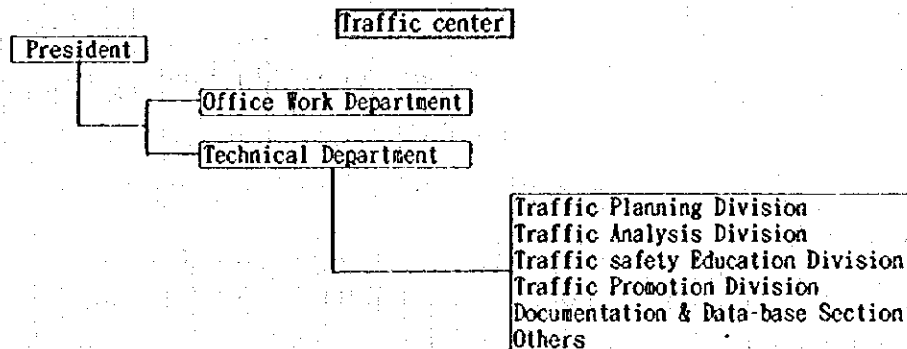 Traffic center
President
Office Work Department
Technical Department
Traffic Planning Division
Traffic Analysis Division
Traffic safety Education Division
Traffic Promotion Division
Documentation & Data-base Section
Others